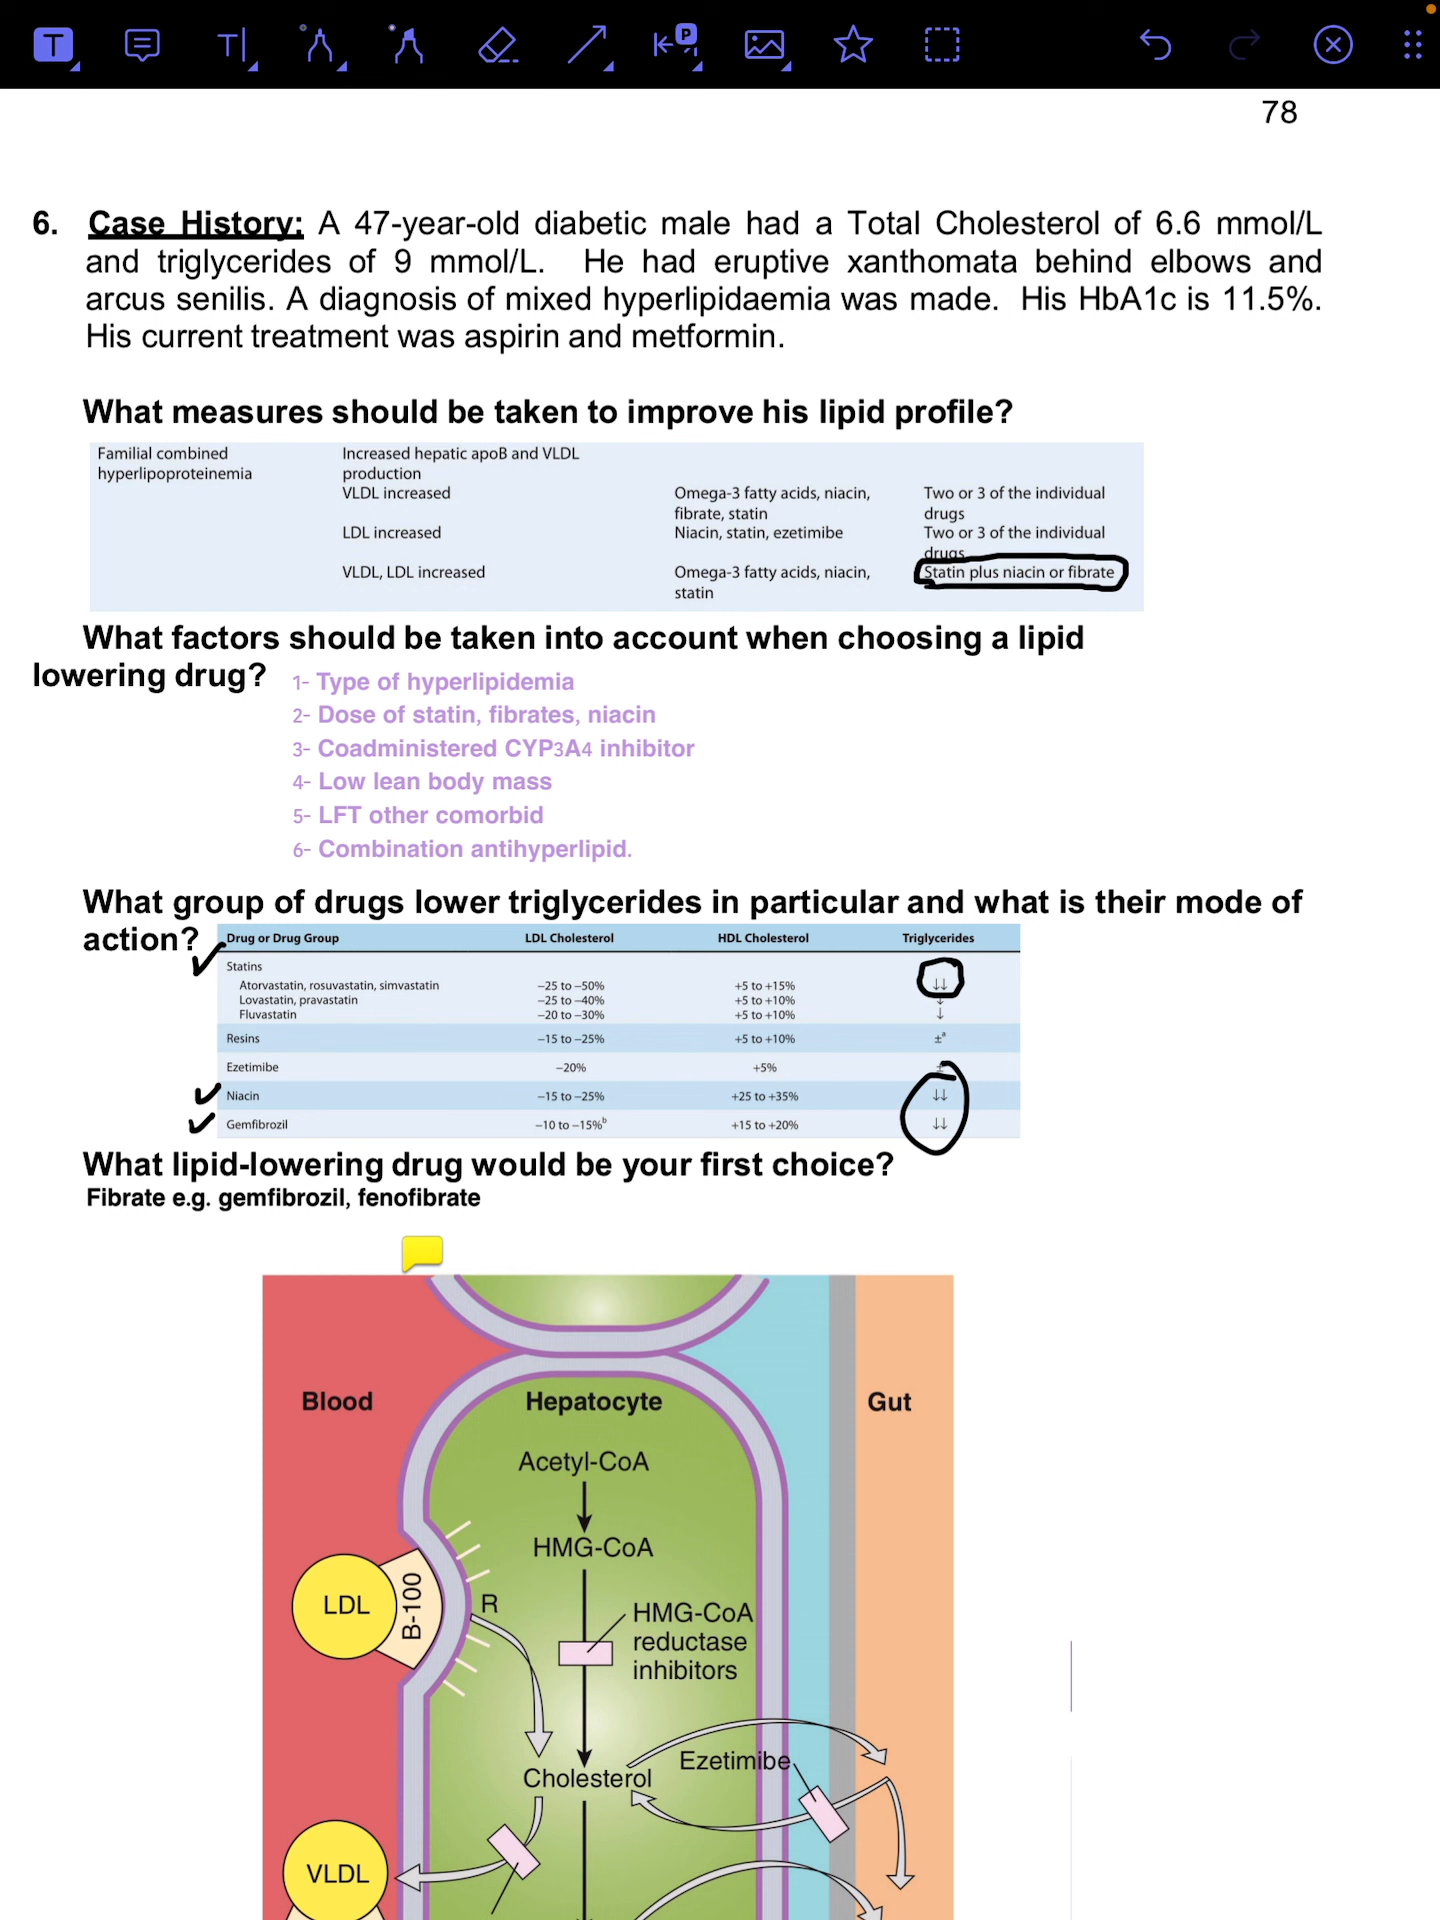 78
6. Case History: A 47-year-old diabetic male had a Total Cholesterol of 6.6 mmol/L
and triglycerides of 9 mmol/L. He had eruptive xanthomata behind elbows and
arcus senilis. A diagnosis of mixed hyperlipidaemia was made. His HbA1c is 11.5%.
His current treatment was aspirin and metformin.
What measures should be taken to improve his lipid profile?
Familial combined Increased hepatic apoB and VLDL
hyperlipoproteinemia production
VLDL increased Omega-3 fatty acids, niacin, Two or 3 of the individual
fibrate, statin drugs
LDL increased Niacin, statin, ezetimibe Two or 3 of the individual
drugs
VLDL, LDL increased Omega-3 fatty acids, niacin, Statin plus niacin or fibrate
statin
What factors should be taken into account when choosing a lipid
lowering drug? 1- Type of hyperlipidemia
2- Dose of statin, fibrates, niacin
3- Coadministered CYP3A4 inhibitor
4- Low lean body mass
5- LFT other comorbid
6- Combination antihyperlipid.
What group of drugs lower triglycerides in particular and what is their mode of
action?
Drug or Drug Group LDL Cholesterol HDL Cholesterol Triglycerides
Statins
Atorvastatin, rosuvastatin, simvastatin −25 to −50% +5 to +15% ↓↓
Lovastatin, pravastatin −25 to −40% +5 to +10% ↓
Fluvastatin −20 to −30% +5 to +10% ↓
Resins −15 to −25% +5 to +10% ±a
Ezetimibe −20% +5%
Niacin −15 to −25% +25 to +35% ↓↓
Gemfibrozil −10 to −15%b +15 to +20% ↓↓
What lipid-lowering drug would be your first choice?
Fibrate e.g. gemfibrozil, fenofibrate
Blood Hepatocyte Gut
Acetyl-CoA
HMG-CoA
LDL B-100 R
HMG-CoA
reductase
inhibitors
Ezetimibe
Cholesterol
VLDL